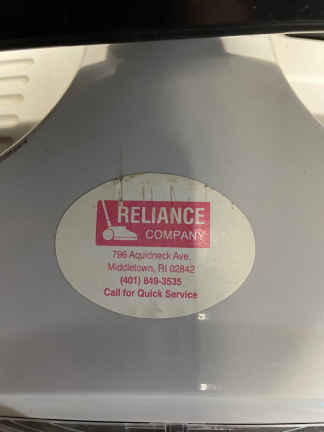 RELIANCE
COMPANY
796 Aquidneck Ave.
Middletown, RI 02842
(401) 849-3535
Call for Quick Service